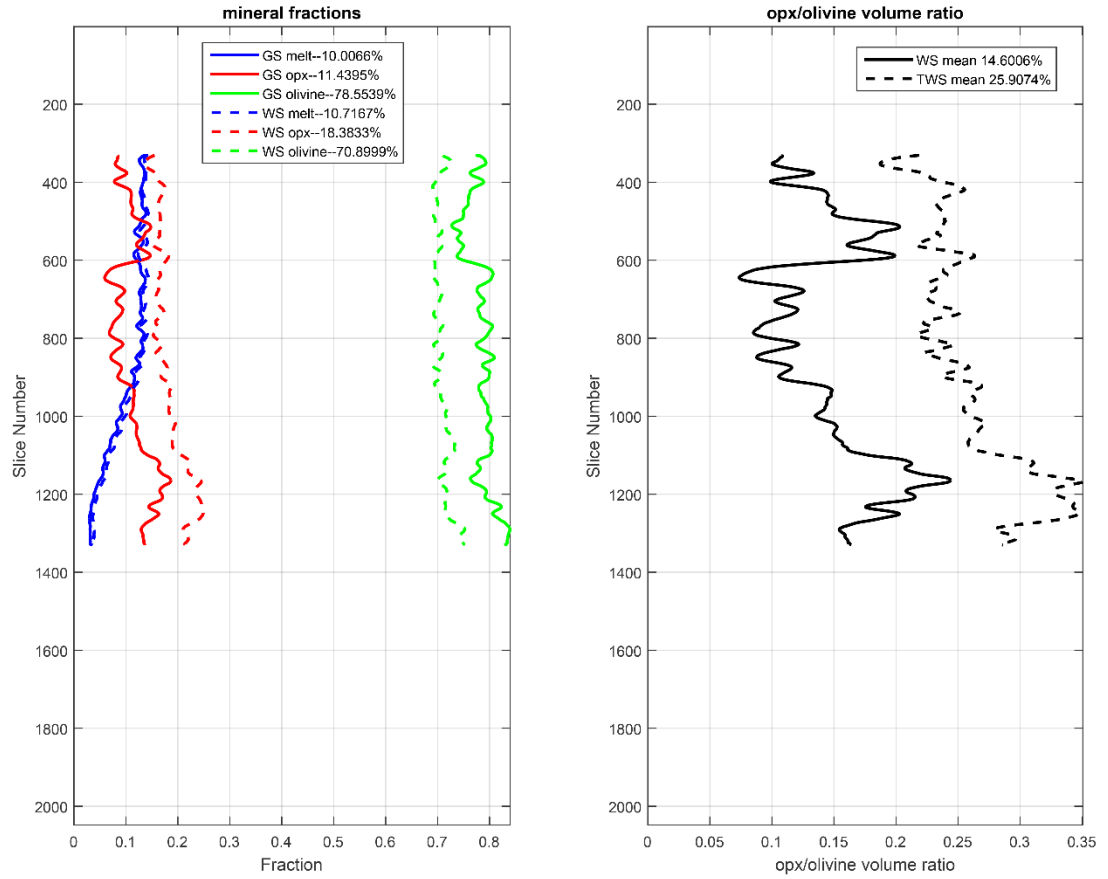 mineral fractions
GS melt--10.0066%
GS opx--11.4395%
GS olivine--78.5539%
WS melt--10.7167%
WS opx--18.3833%
WS olivine--70.8999%
200
400
600
800
1000
1200
1400
1600
1800
2000
Slice Number
0 0.1 0.2 0.3 0.4 0.5 0.6 0.7 0.8
Fraction
opx/olivine volume ratio
WS mean 14.6006%
TWS mean 25.9074%
200
400
600
800
1000
1200
1400
1600
1800
2000
Slice Number
0 0.05 0.1 0.15 0.2 0.25 0.3 0.35
opx/olivine volume ratio